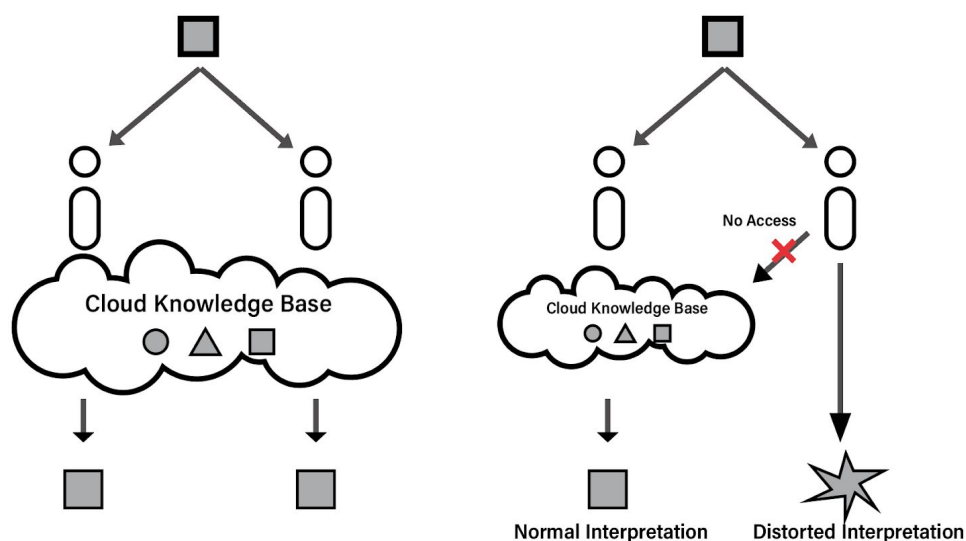 Cloud Knowledge Base
No Access
Cloud Knowledge Base
Normal Interpretation
Distorted Interpretation